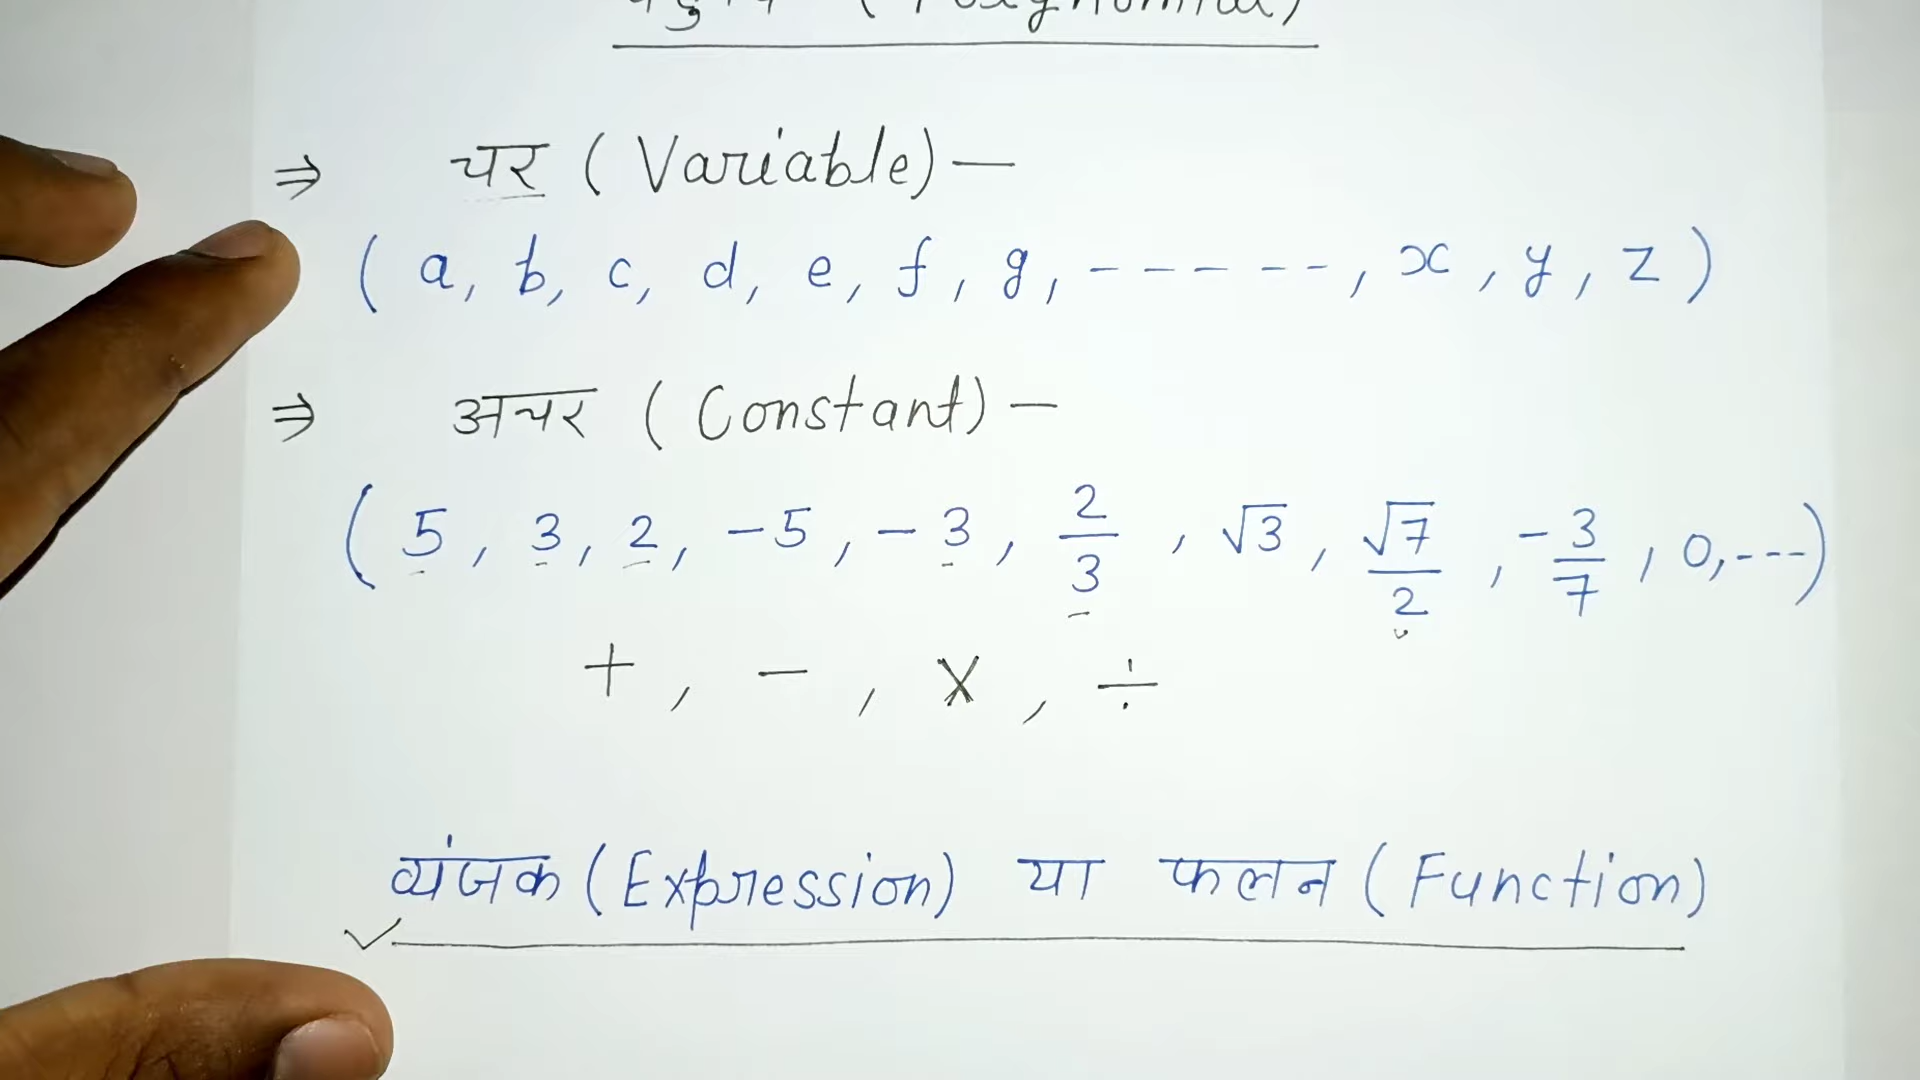 (Polynomial)
⇒ चर (Variable) —
( a, b, c, d, e, f, g, ------, x, y, z )
⇒ अचर (Constant) —
( 5, 3, 2, -5, -3, 2/3, √3, √7/2, -3/7, 0, --- )
+, -, ×, ÷
व्यंजक (Expression) या फलन (Function)